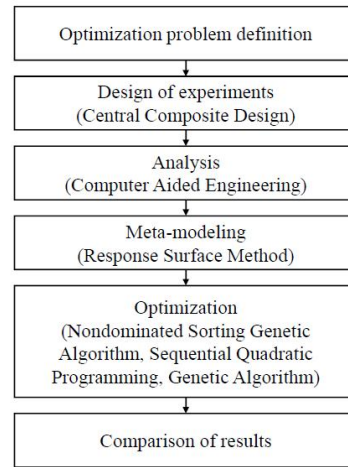 Optimization problem definition
Design of experiments
(Central Composite Design)
Analysis
(Computer Aided Engineering)
Meta-modeling
(Response Surface Method)
Optimization
(Nondominated Sorting Genetic
Algorithm, Sequential Quadratic
Programming, Genetic Algorithm)
Comparison of results